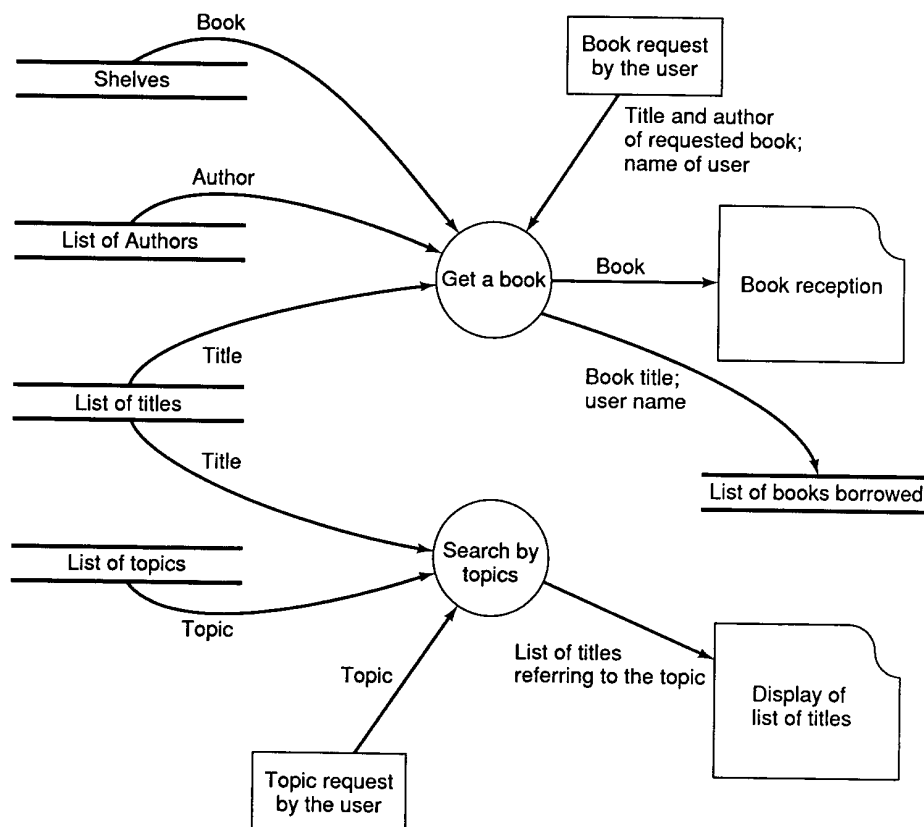 Book
Shelves
Book request
by the user
Title and author
of requested book;
name of user
Author
List of Authors
Get a book
Book
Book reception
Title
List of titles
Book title;
user name
Title
List of books borrowed
List of topics
Search by
topics
Topic
List of titles
referring to the topic
Topic
Display of
list of titles
Topic request
by the user